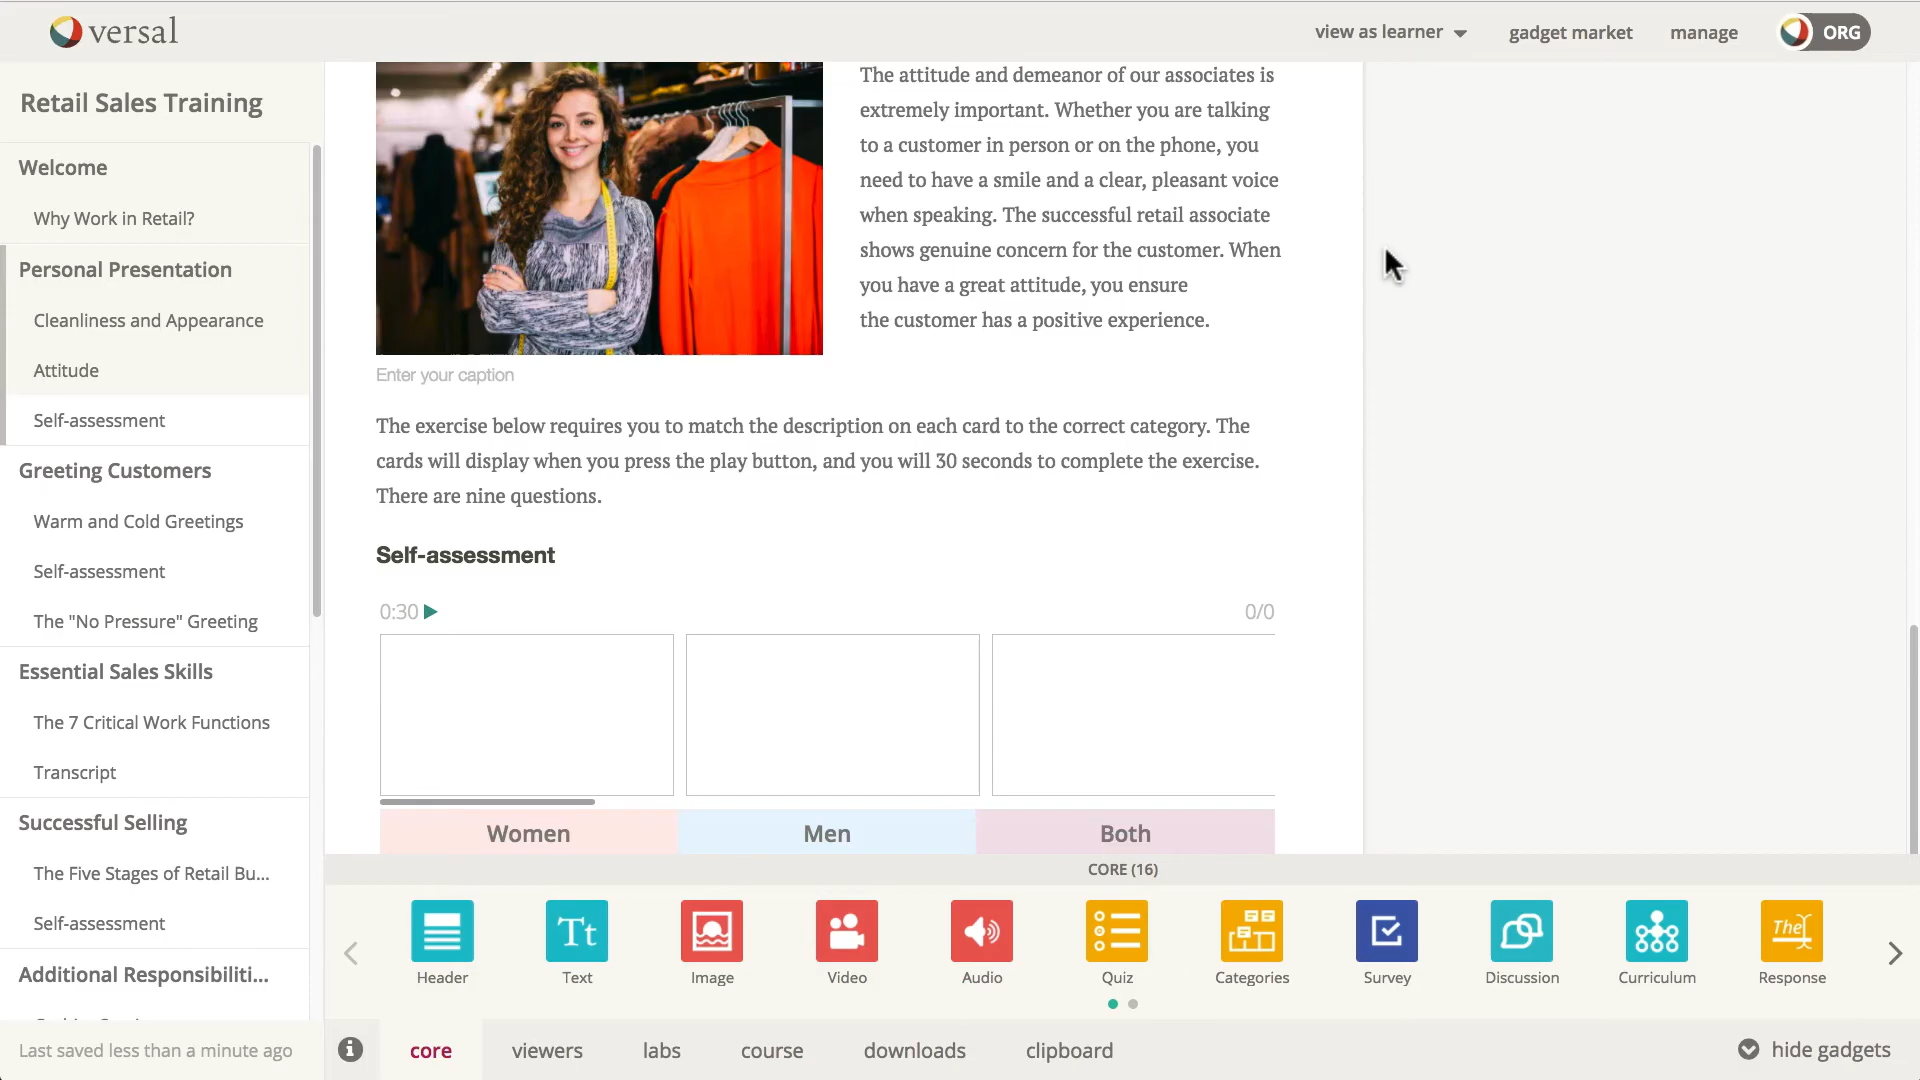 versal
view as learner
gadget market
manage
ORG
Retail Sales Training
Welcome
Why Work in Retail?
Personal Presentation
Cleanliness and Appearance
Attitude
Self-assessment
Greeting Customers
Warm and Cold Greetings
Self-assessment
The "No Pressure" Greeting
Essential Sales Skills
The 7 Critical Work Functions
Transcript
Successful Selling
The Five Stages of Retail Bu...
Self-assessment
Additional Responsibiliti...
Last saved less than a minute ago
The attitude and demeanor of our associates is
extremely important. Whether you are talking
to a customer in person or on the phone, you
need to have a smile and a clear, pleasant voice
when speaking. The successful retail associate
shows genuine concern for the customer. When
you have a great attitude, you ensure
the customer has a positive experience.
Enter your caption
The exercise below requires you to match the description on each card to the correct category. The
cards will display when you press the play button, and you will 30 seconds to complete the exercise.
There are nine questions.
Self-assessment
0:30
0/0
Women
Men
Both
CORE (16)
Tt
The
Header
Text
Image
Video
Audio
Quiz
Categories
Survey
Discussion
Curriculum
Response
core
viewers
labs
course
downloads
clipboard
hide gadgets